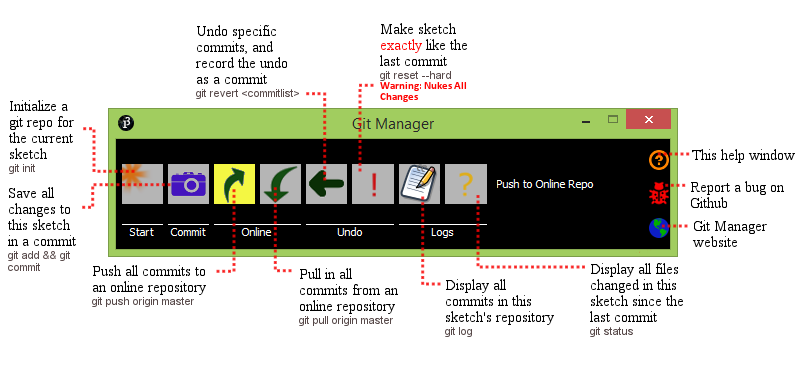 Undo specific
commits, and
record the undo
as a commit
git revert <commitlist>
Make sketch
exactly like the
last commit
git reset --hard
Warning: Nukes All
Changes
Initialize a
git repo for
the current
sketch
git init
Save all
changes to
this sketch
in a commit
git add && git
commit
Git Manager
Push to Online Repo
Start
Commit
Online
Undo
Logs
This help window
Report a bug on
Github
Git Manager
website
Push all commits to
an online repository
git push origin master
Pull in all
commits from an
online repository
git pull origin master
Display all
commits in this
sketch's repository
git log
Display all files
changed in this
sketch since the
last commit
git status